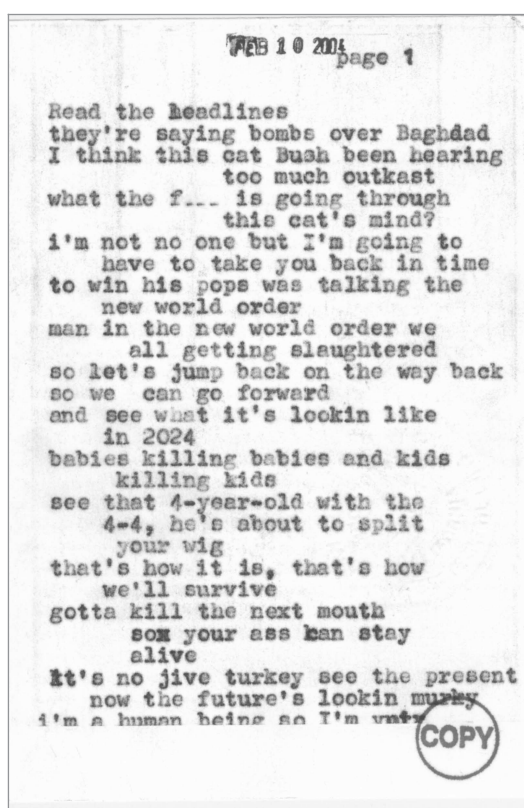 FEB 10 2004
page 1
Read the headlines
they're saying bombs over Baghdad
I think this cat Bush been hearing
too much outkast
what the f... is going through
this cat's mind?
i'm not no one but I'm going to
have to take you back in time
to win his pops was talking the
new world order
man in the new world order we
all getting slaughtered
so let's jump back on the way back
so we can go forward
and see what it's lookin like
in 2024
babies killing babies and kids
killing kids
see that 4-year-old with the
4-4, he's about to split
your wig
that's how it is, that's how
we'll survive
gotta kill the next mouth
sox your ass can stay
alive
It's no jive turkey see the present
now the future's lookin murky
i'm a human being so I'm
COPY